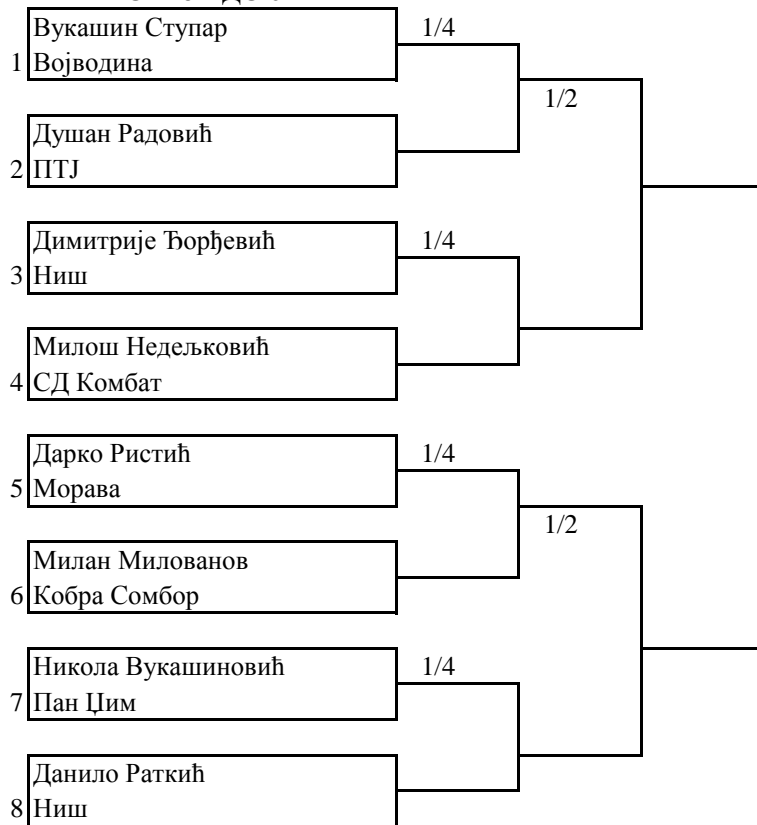 Вукашин Ступар
1/4
1 Војводина
1/2
Душан Радовић
2 ПТЈ
Димитрије Ђорђевић
1/4
3 Ниш
Милош Недељковић
4 СД Комбат
Дарко Ристић
1/4
5 Морава
1/2
Милан Милованов
6 Кобра Сомбор
Никола Вукашиновић
1/4
7 Пан Џим
Данило Раткић
8 Ниш